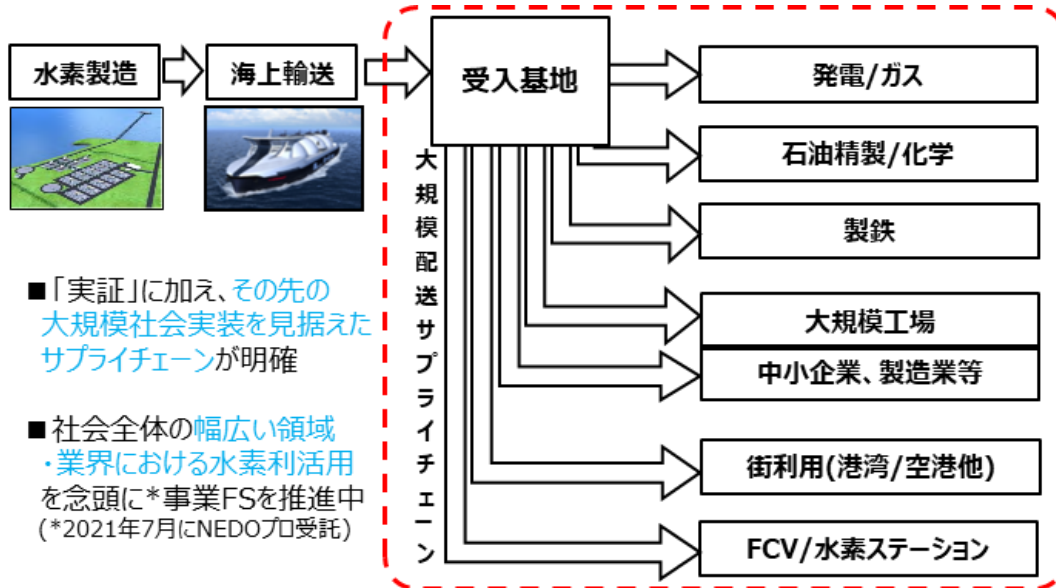 水素製造
海上輸送
受入基地
発電/ガス
石油精製/化学
製鉄
大規模工場
中小企業、製造業等
街利用(港湾/空港他)
FCV/水素ステーション
大規模配送サプライチェーン
■「実証」に加え、その先の
大規模社会実装を見据えた
サプライチェーンが明確
■社会全体の幅広い領域
・業界における水素利活用
を念頭に*事業FSを推進中
(*2021年7月にNEDOプロ受託)